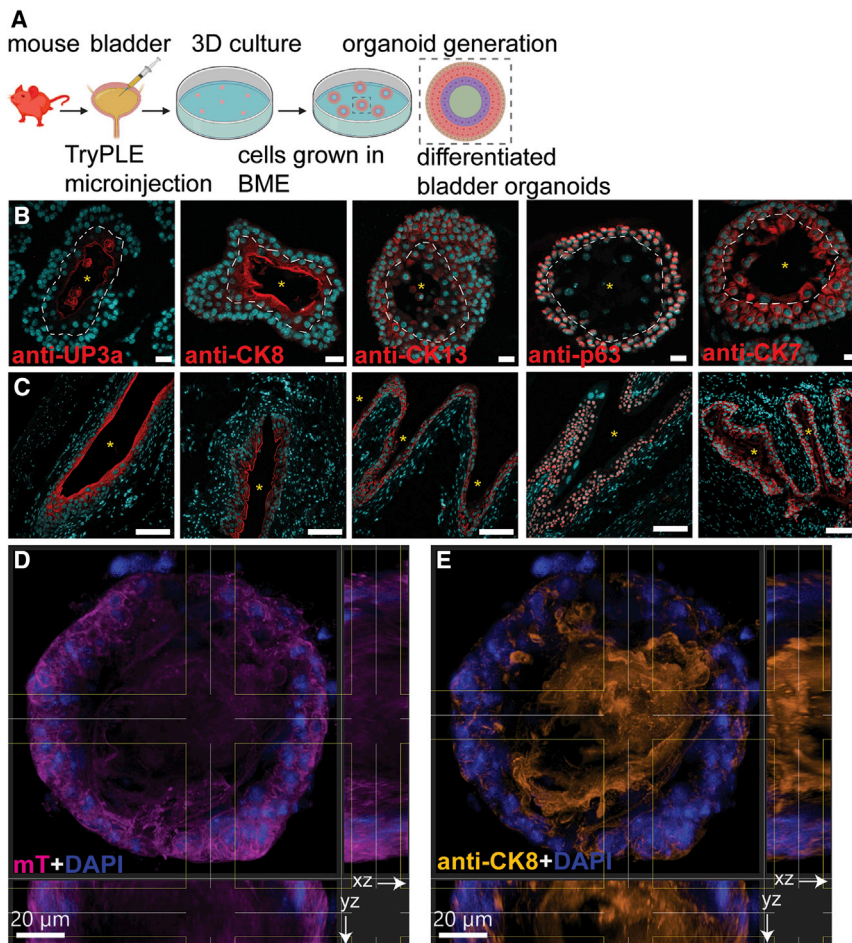 A
mouse bladder 3D culture organoid generation
TryPLE microinjection
cells grown in BME
differentiated bladder organoids
B
anti-UP3a anti-CK8 anti-CK13 anti-p63 anti-CK7
* * * * *
C
* * * * * * * * *
D
mT+DAPI
20 µm
xz
yz
E
anti-CK8+DAPI
20 µm
xz
yz